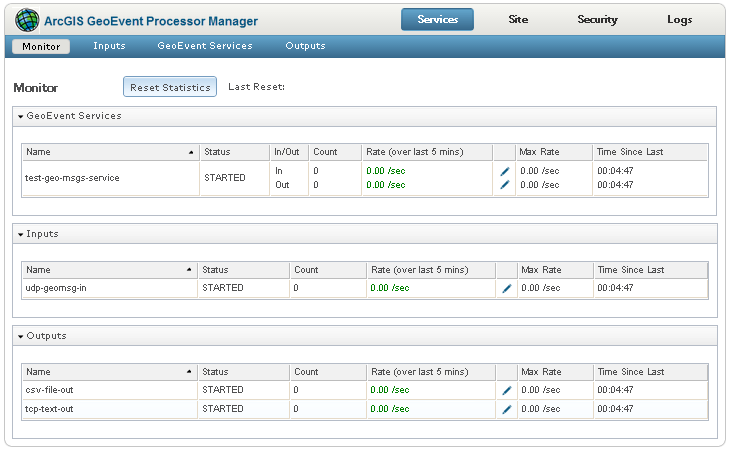 ArcGIS GeoEvent Processor Manager Services Site Security Logs
Monitor Inputs GeoEvent Services Outputs
Monitor Reset Statistics Last Reset:
GeoEvent Services
Name Status In/Out Count Rate (over last 5 mins) Max Rate Time Since Last
test-geo-msgs-service STARTED In 0 0.00 /sec 0.00 /sec 00:04:47
Out 0 0.00 /sec 0.00 /sec 00:04:47
Inputs
Name Status Count Rate (over last 5 mins) Max Rate Time Since Last
udp-geomsg-in STARTED 0 0.00 /sec 0.00 /sec 00:04:47
Outputs
Name Status Count Rate (over last 5 mins) Max Rate Time Since Last
csv-file-out STARTED 0 0.00 /sec 0.00 /sec 00:04:47
tcp-text-out STARTED 0 0.00 /sec 0.00 /sec 00:04:47